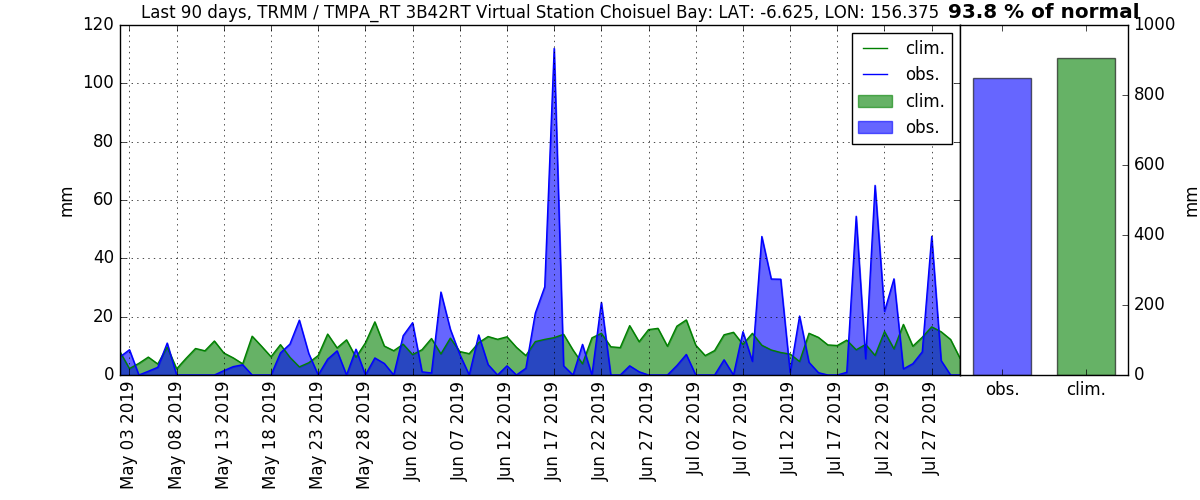 Last 90 days, TRMM / TMPA_RT 3B42RT Virtual Station Choisuel Bay: LAT: -6.625, LON: 156.375
93.8 % of normal
120
100
80
60
40
20
0
mm
clim.
obs.
clim.
obs.
May 03 2019
May 08 2019
May 13 2019
May 18 2019
May 23 2019
May 28 2019
Jun 02 2019
Jun 07 2019
Jun 12 2019
Jun 17 2019
Jun 22 2019
Jun 27 2019
Jul 02 2019
Jul 07 2019
Jul 12 2019
Jul 17 2019
Jul 22 2019
Jul 27 2019
1000
800
600
400
200
0
mm
obs.
clim.